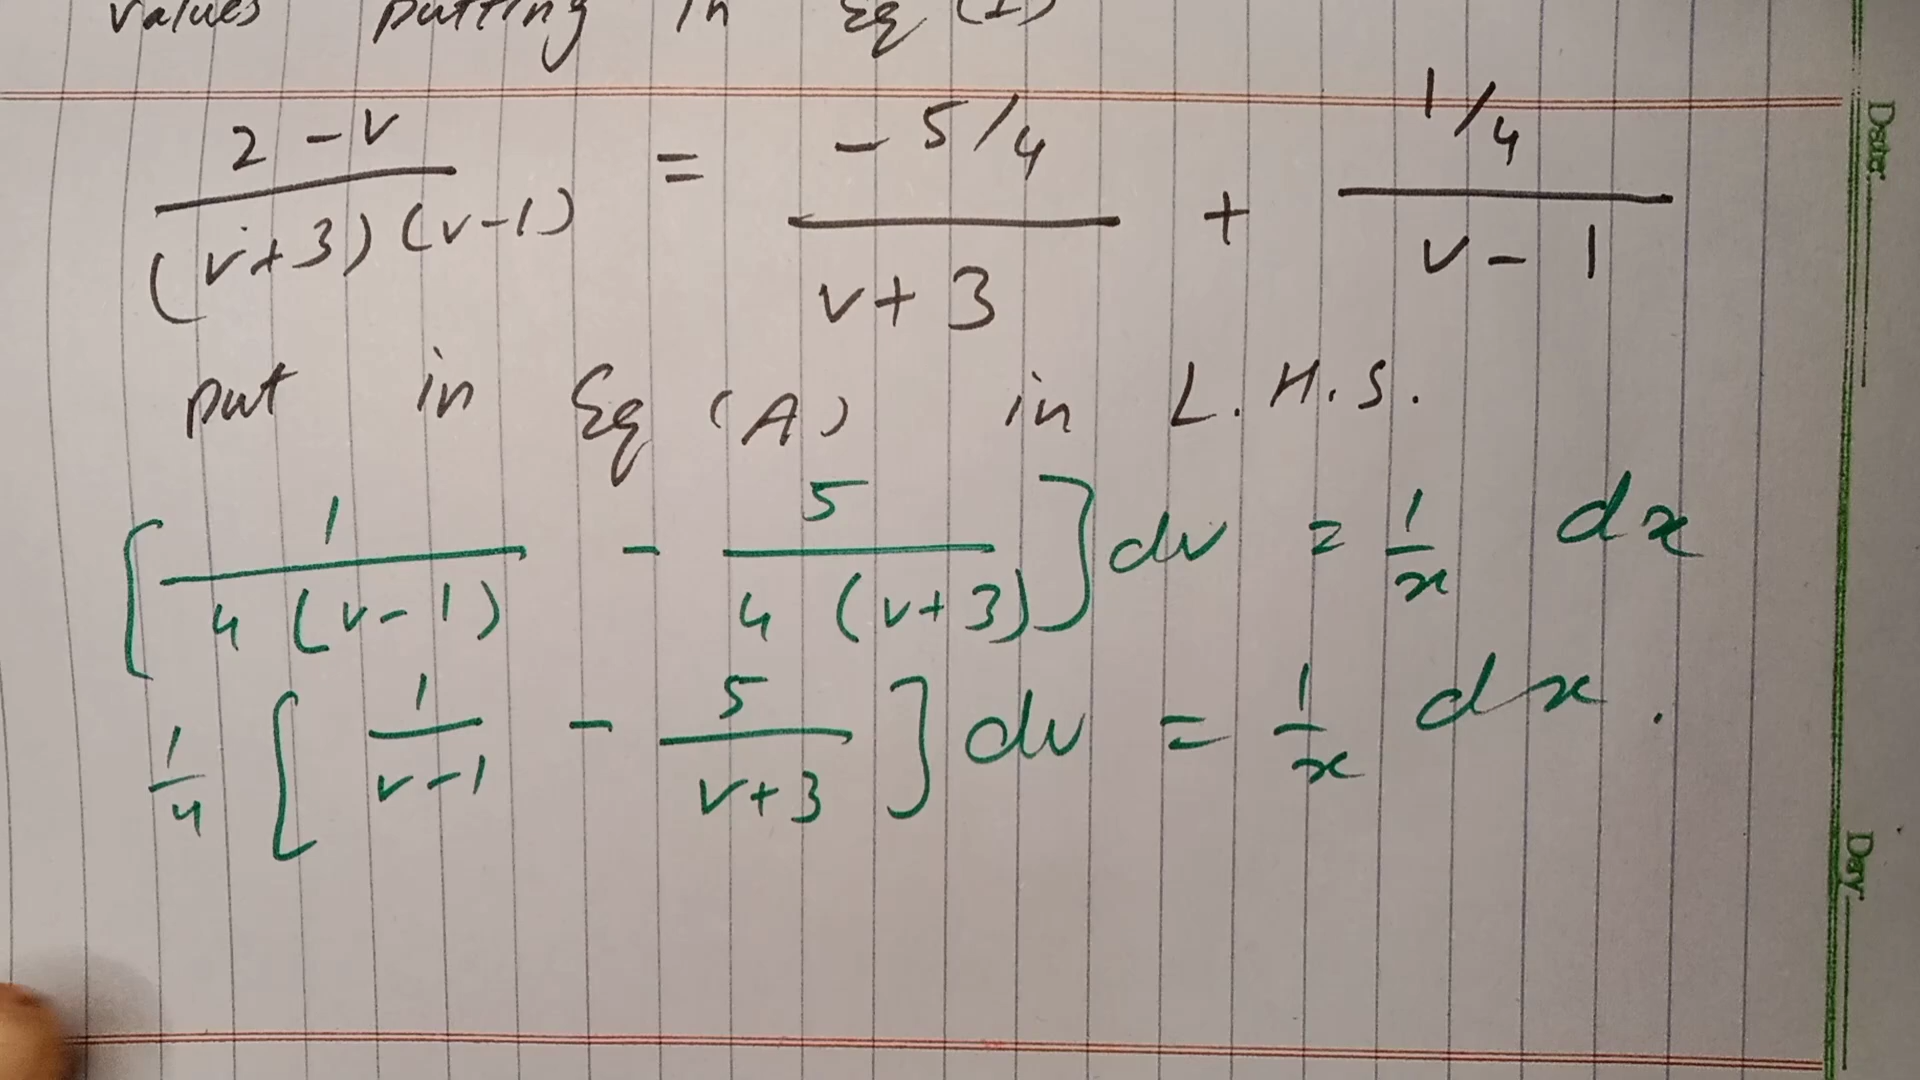 values putting in Eq (I)
(2 - v) / ((v+3)(v-1)) = (-5/4) / (v+3) + (1/4) / (v-1)
put in Eq (A) in L.H.S.
[1 / (4(v-1)) - 5 / (4(v+3))] dv = 1/x dx
1/4 [1 / (v-1) - 5 / (v+3)] dv = 1/x dx.
Date
Day